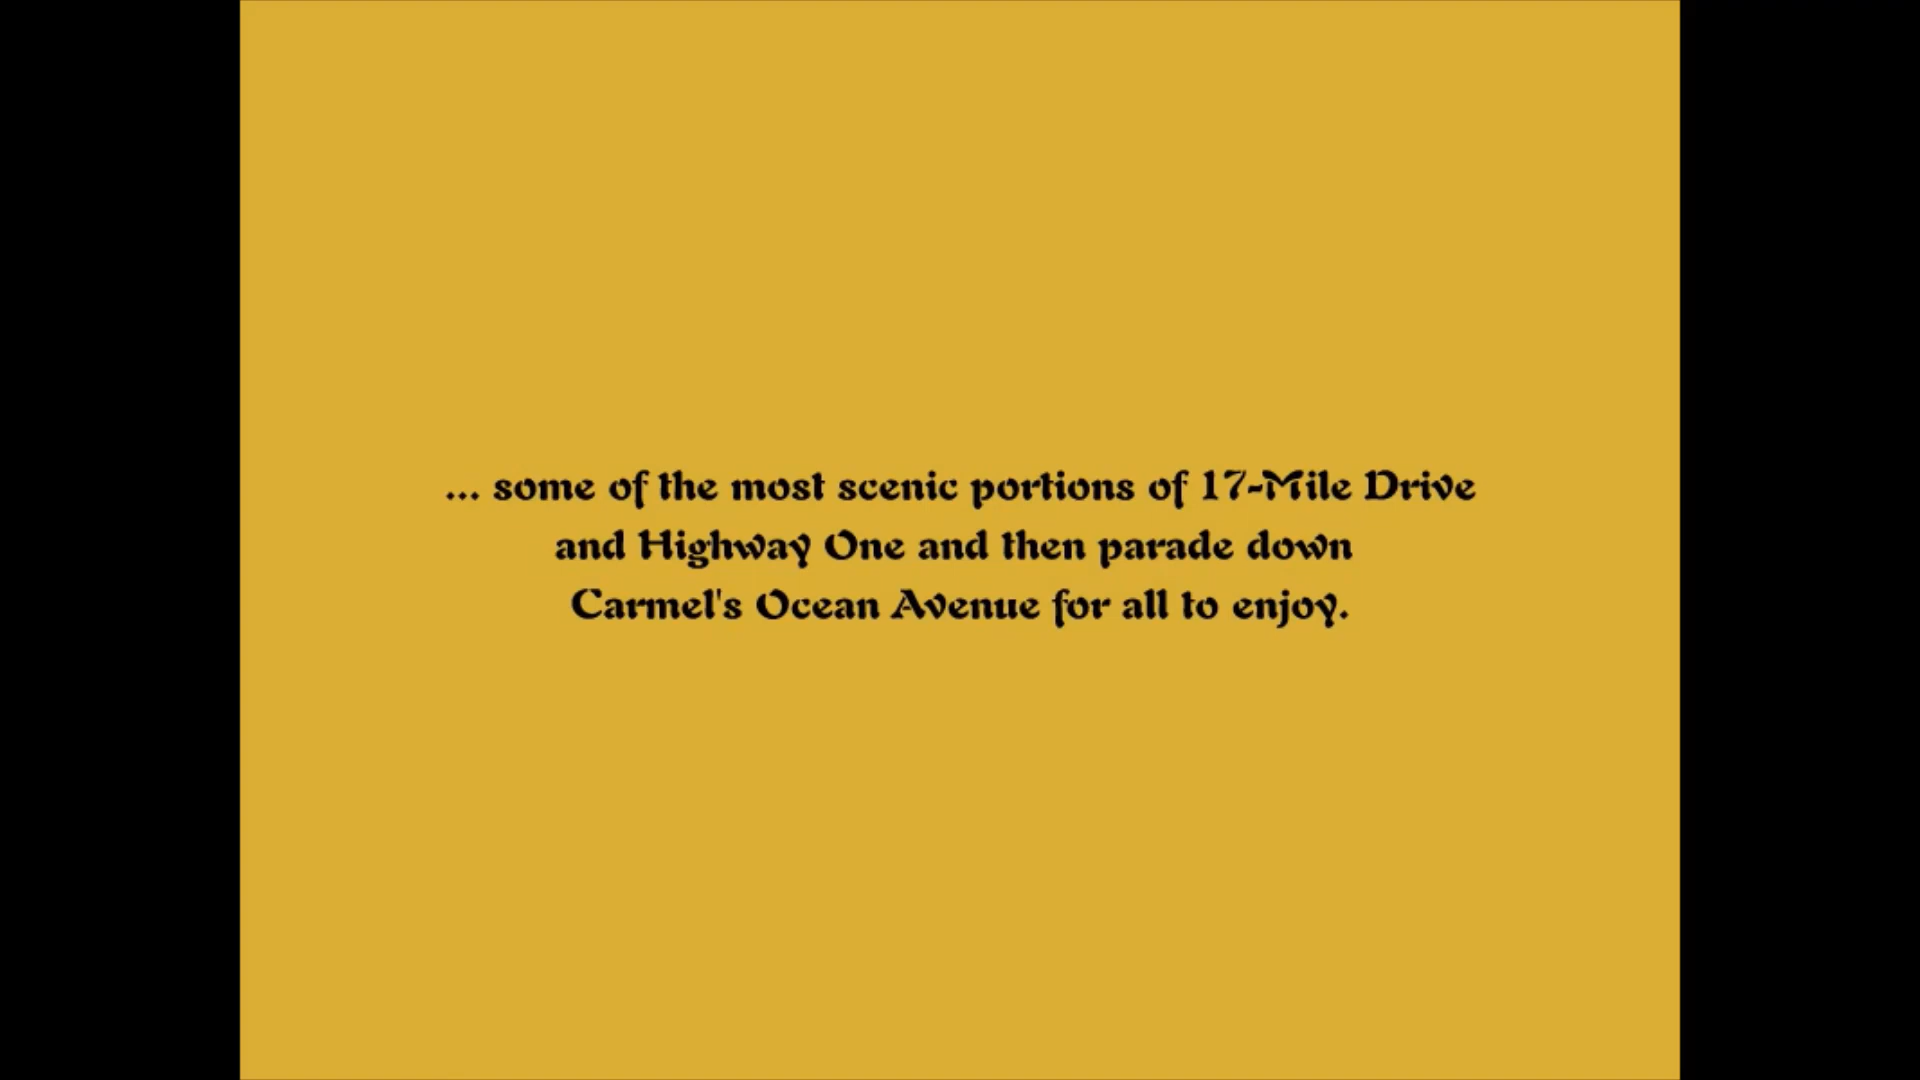 ... some of the most scenic portions of 17-Mile Drive
and Highway One and then parade down
Carmel's Ocean Avenue for all to enjoy.